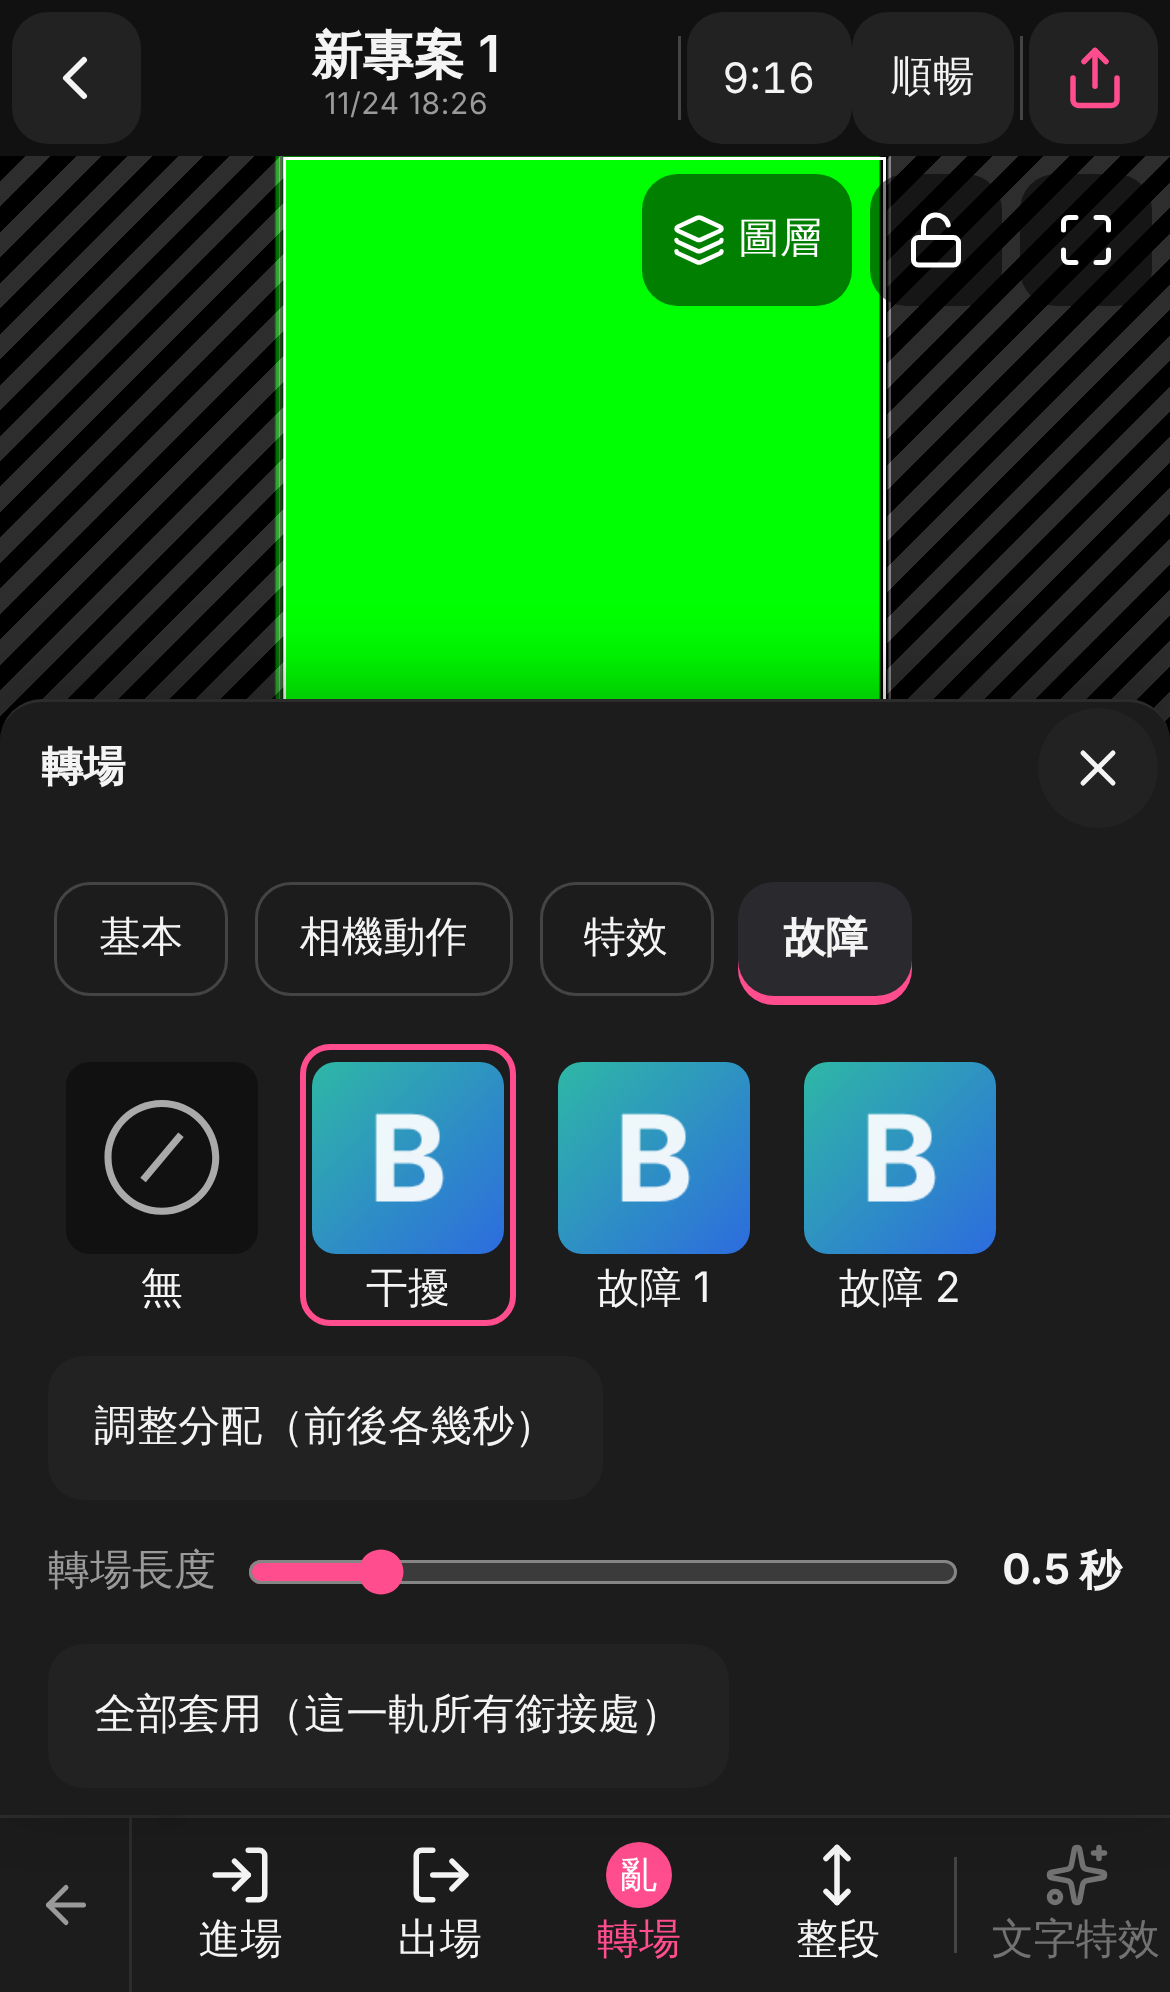 新專案 1
11/24 18:26
9:16
順暢
圖層
轉場
基本
相機動作
特效
故障
B
B
B
無
干擾
故障 1
故障 2
調整分配（前後各幾秒）
轉場長度
0.5 秒
全部套用（這一軌所有銜接處）
亂
進場
出場
轉場
整段
文字特效